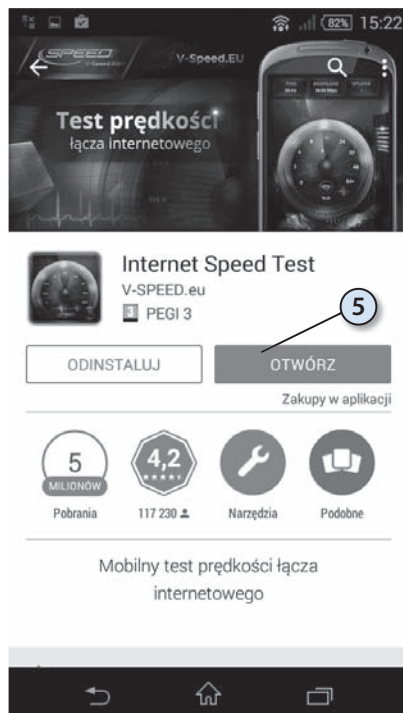 82% 15:22
SPEED V-Speed.EU
Test prędkości
łącza internetowego
Internet Speed Test
V-SPEED.eu
3 PEGI 3
5
ODINSTALUJ OTWÓRZ
Zakupy w aplikacji
5
MILIONÓW
4,2
Pobrania 117 230 Narzędzia Podobne
Mobilny test prędkości łącza
internetowego